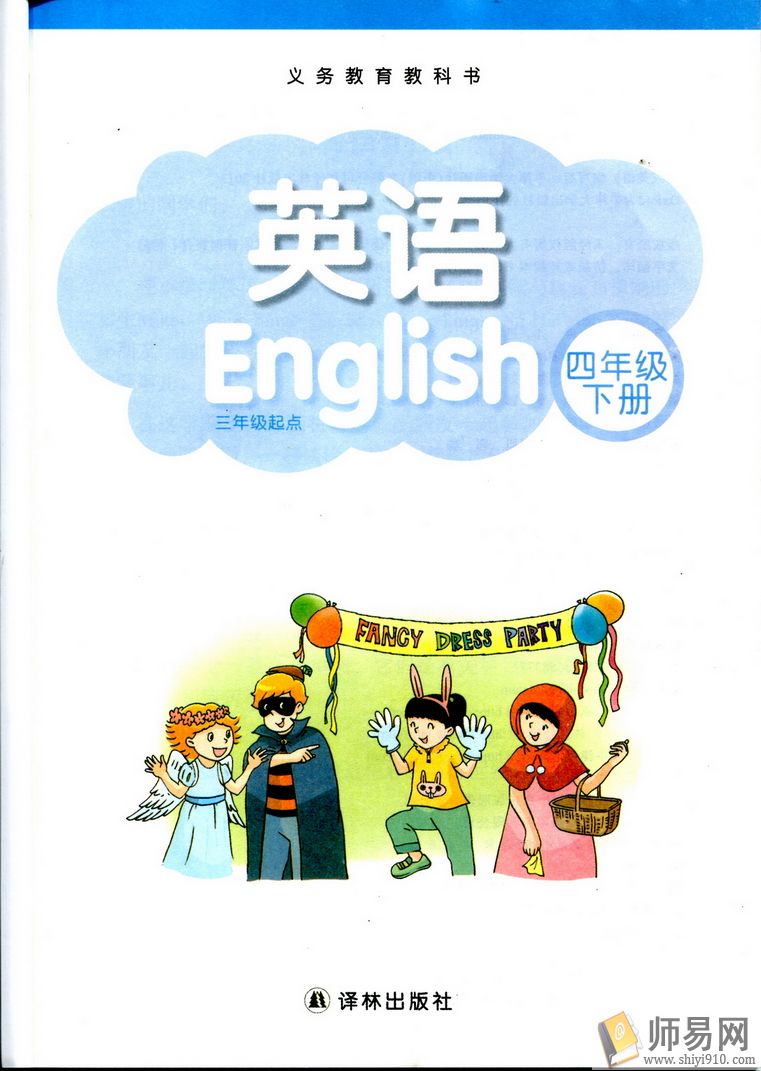 义务教育教科书
英语
English
三年级起点
四年级
下册
FANCY DRESS PARTY
译林出版社
师易网
www.shiyi910.com